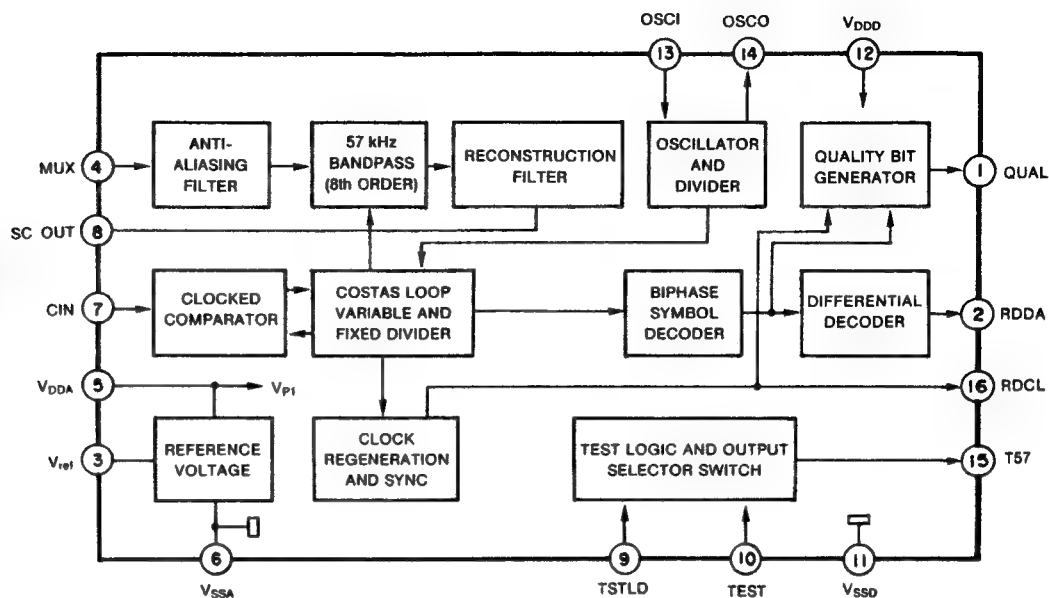 OSCI
OSCO
VDDD
13
14
12
ANTI-
ALIASING
FILTER
57 kHz
BANDPASS
(8th ORDER)
RECONSTRUCTION
FILTER
OSCILLATOR
AND
DIVIDER
QUALITY BIT
GENERATOR
MUX
4
1
QUAL
SC OUT
8
CIN
7
CLOCKED
COMPARATOR
COSTAS LOOP
VARIABLE AND
FIXED DIVIDER
BIPHASE
SYMBOL
DECODER
DIFFERENTIAL
DECODER
2
RDDA
VDDA
5
VP1
16
RDCL
Vref
3
REFERENCE
VOLTAGE
CLOCK
REGENERATION
AND SYNC
TEST LOGIC AND OUTPUT
SELECTOR SWITCH
15
T57
6
9
10
11
VSSA
TSTLD
TEST
VSSD